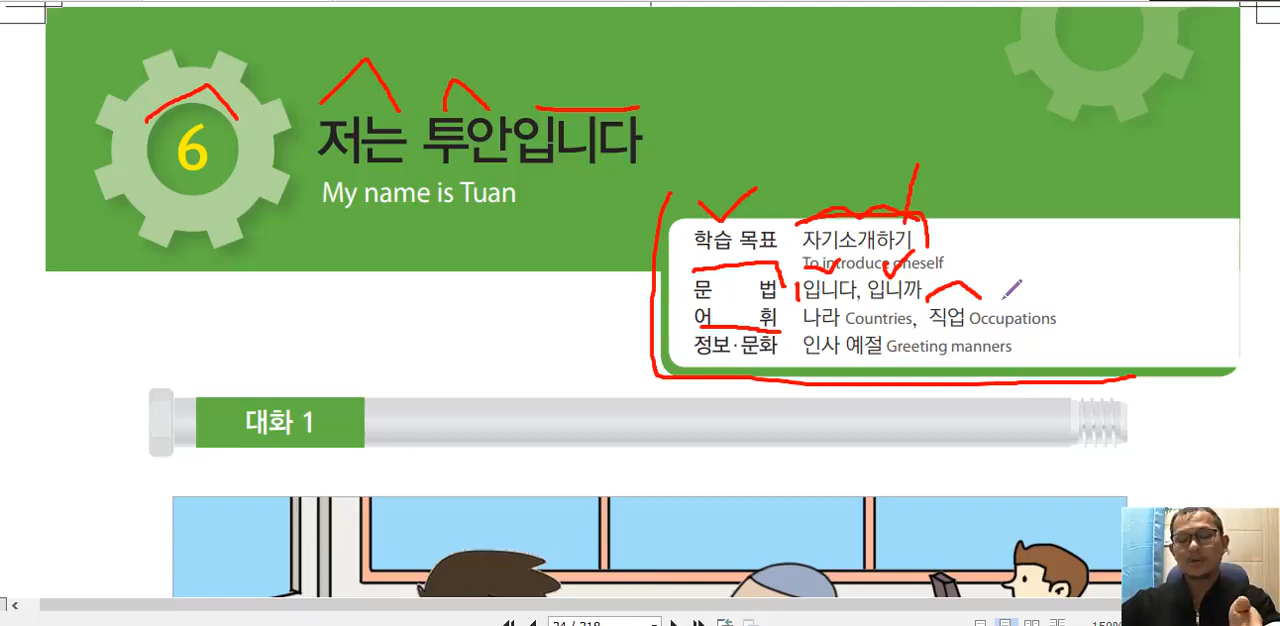 6
저는 투안입니다
My name is Tuan
학습 목표 자기소개하기
To introduce oneself
문 법 입니다, 입니까
어 휘 나라 Countries, 직업 Occupations
정보·문화 인사 예절 Greeting manners
대화 1